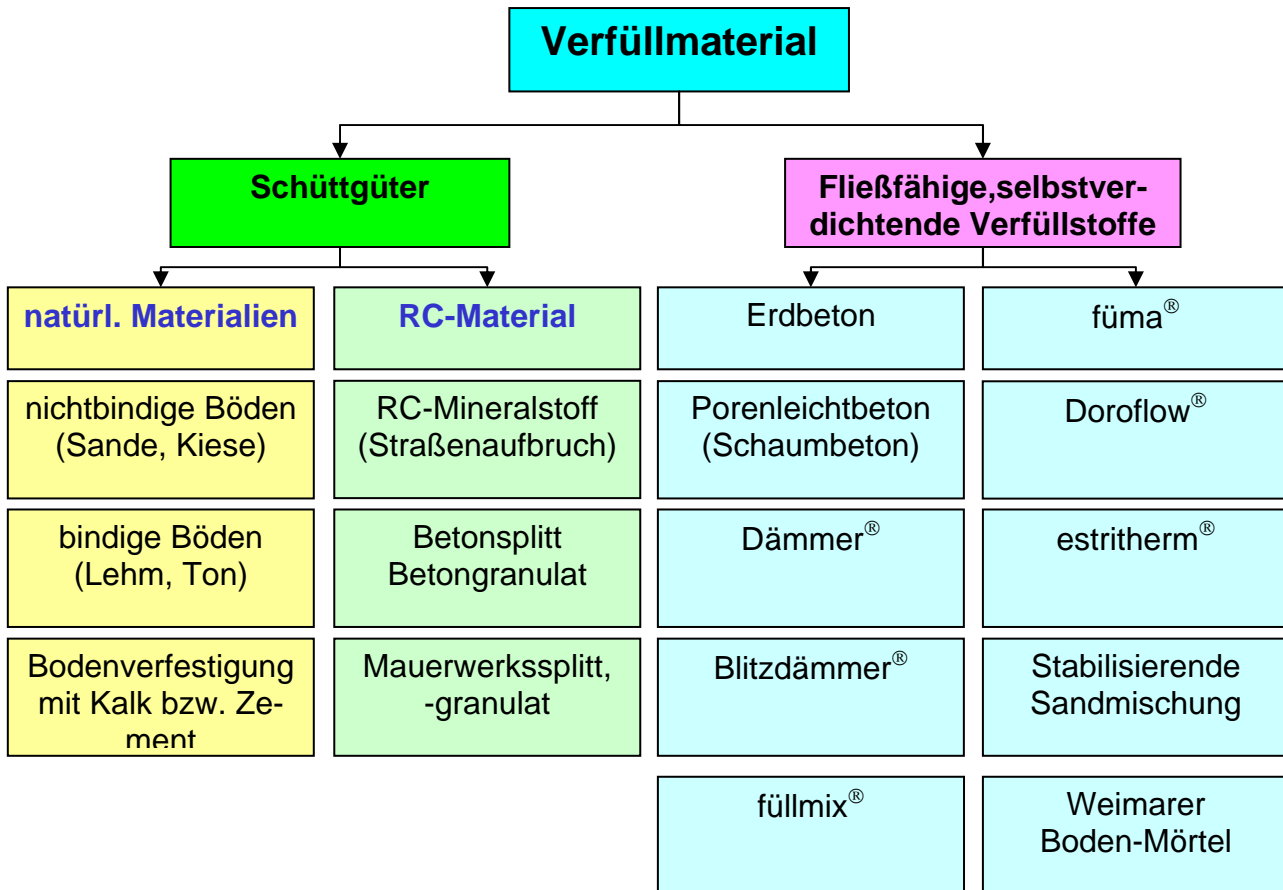 Verfüllmaterial
Schüttgüter
Fließfähige,selbstver-
dichtende Verfüllstoffe
natürl. Materialien
RC-Material
Erdbeton
füma®
nichtbindige Böden
(Sande, Kiese)
RC-Mineralstoff
(Straßenaufbruch)
Porenleichtbeton
(Schaumbeton)
Doroflow®
bindige Böden
(Lehm, Ton)
Betonsplitt
Betongranulat
Dämmer®
estritherm®
Bodenverfestigung
mit Kalk bzw. Ze-
ment
Mauerwerkssplitt,
-granulat
Blitzdämmer®
Stabilisierende
Sandmischung
füllmix®
Weimarer
Boden-Mörtel